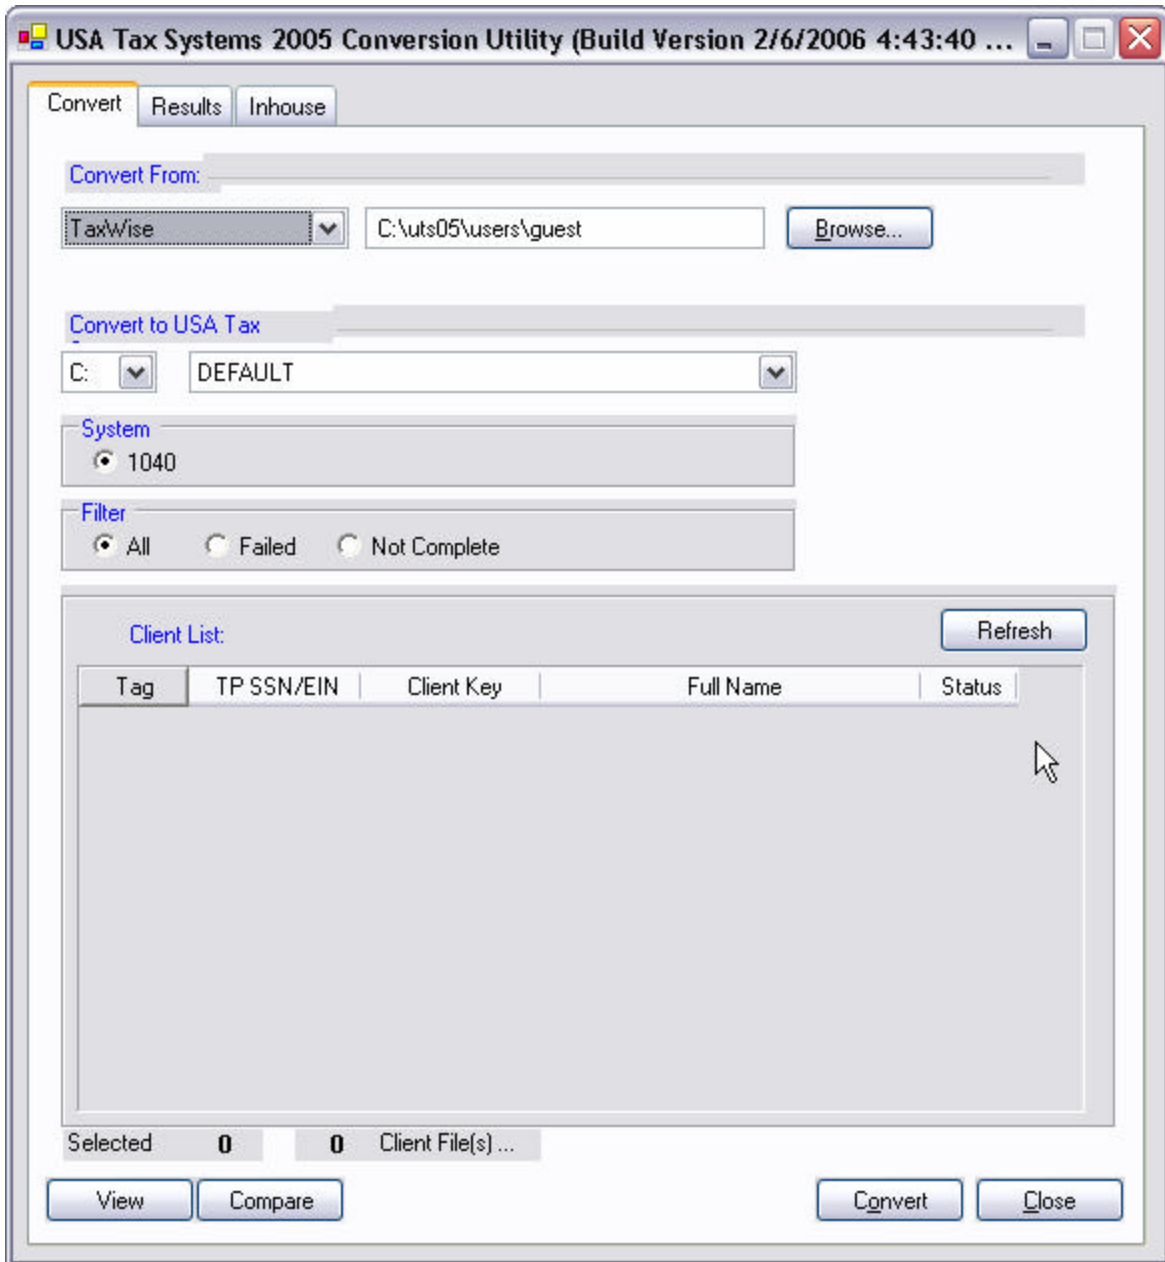 USA Tax Systems 2005 Conversion Utility (Build Version 2/6/2006 4:43:40 ...
Convert Results Inhouse
Convert From:
TaxWise C:\uts05\users\guest Browse...
Convert to USA Tax
C: DEFAULT
System
1040
Filter
All Failed Not Complete
Client List: Refresh
Tag TP SSN/EIN Client Key Full Name Status
Selected 0 0 Client File(s) ...
View Compare Convert Close